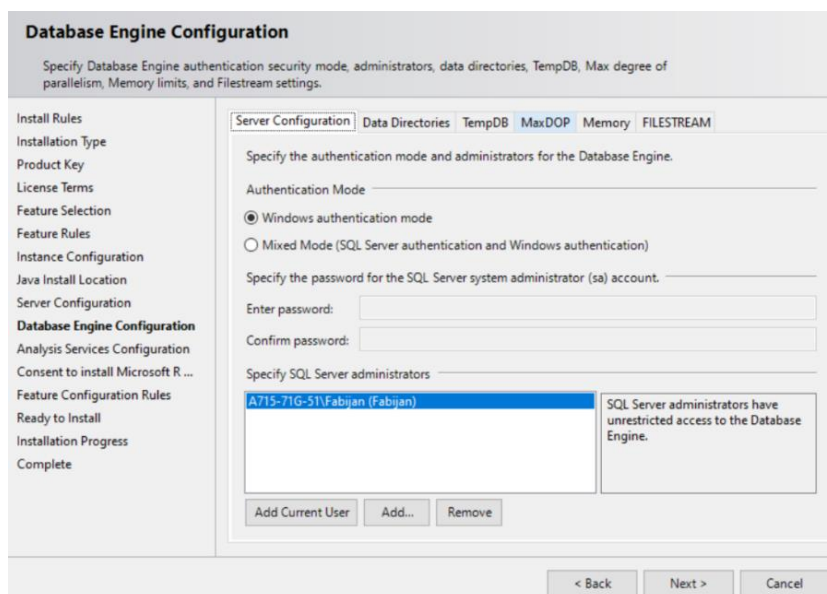 Database Engine Configuration
Specify Database Engine authentication security mode, administrators, data directories, TempDB, Max degree of
parallelism, Memory limits, and Filestream settings.
Install Rules
Installation Type
Product Key
License Terms
Feature Selection
Feature Rules
Instance Configuration
Java Install Location
Server Configuration
Database Engine Configuration
Analysis Services Configuration
Consent to install Microsoft R ...
Feature Configuration Rules
Ready to Install
Installation Progress
Complete
Server Configuration Data Directories TempDB MaxDOP Memory FILESTREAM
Specify the authentication mode and administrators for the Database Engine.
Authentication Mode
Windows authentication mode
Mixed Mode (SQL Server authentication and Windows authentication)
Specify the password for the SQL Server system administrator (sa) account.
Enter password:
Confirm password:
Specify SQL Server administrators
A715-71G-51\Fabijan (Fabijan)
SQL Server administrators have
unrestricted access to the Database
Engine.
Add Current User Add... Remove
< Back Next > Cancel